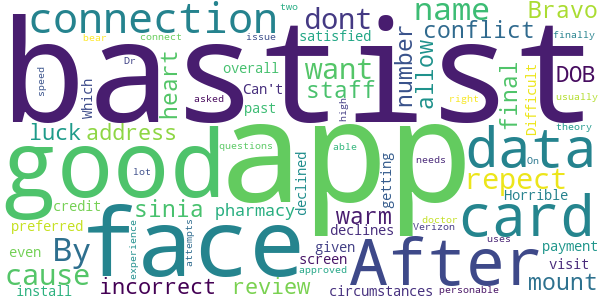 connection dont name Bravo
two
bear connect issue satisfied conflict finally
bastist
Which Dr heart want number allow DOB
speed overall Can't staff final Difficult
asked past high right usually
luck address lot declined theory
good app data
questions able On
credit sinia pharmacy getting needs repect
preferred face warm declines doctor Verizon card Horrible
By even experience attempts given After uses payment
cause screen approved visit
install incorrect review circumstances personable mount